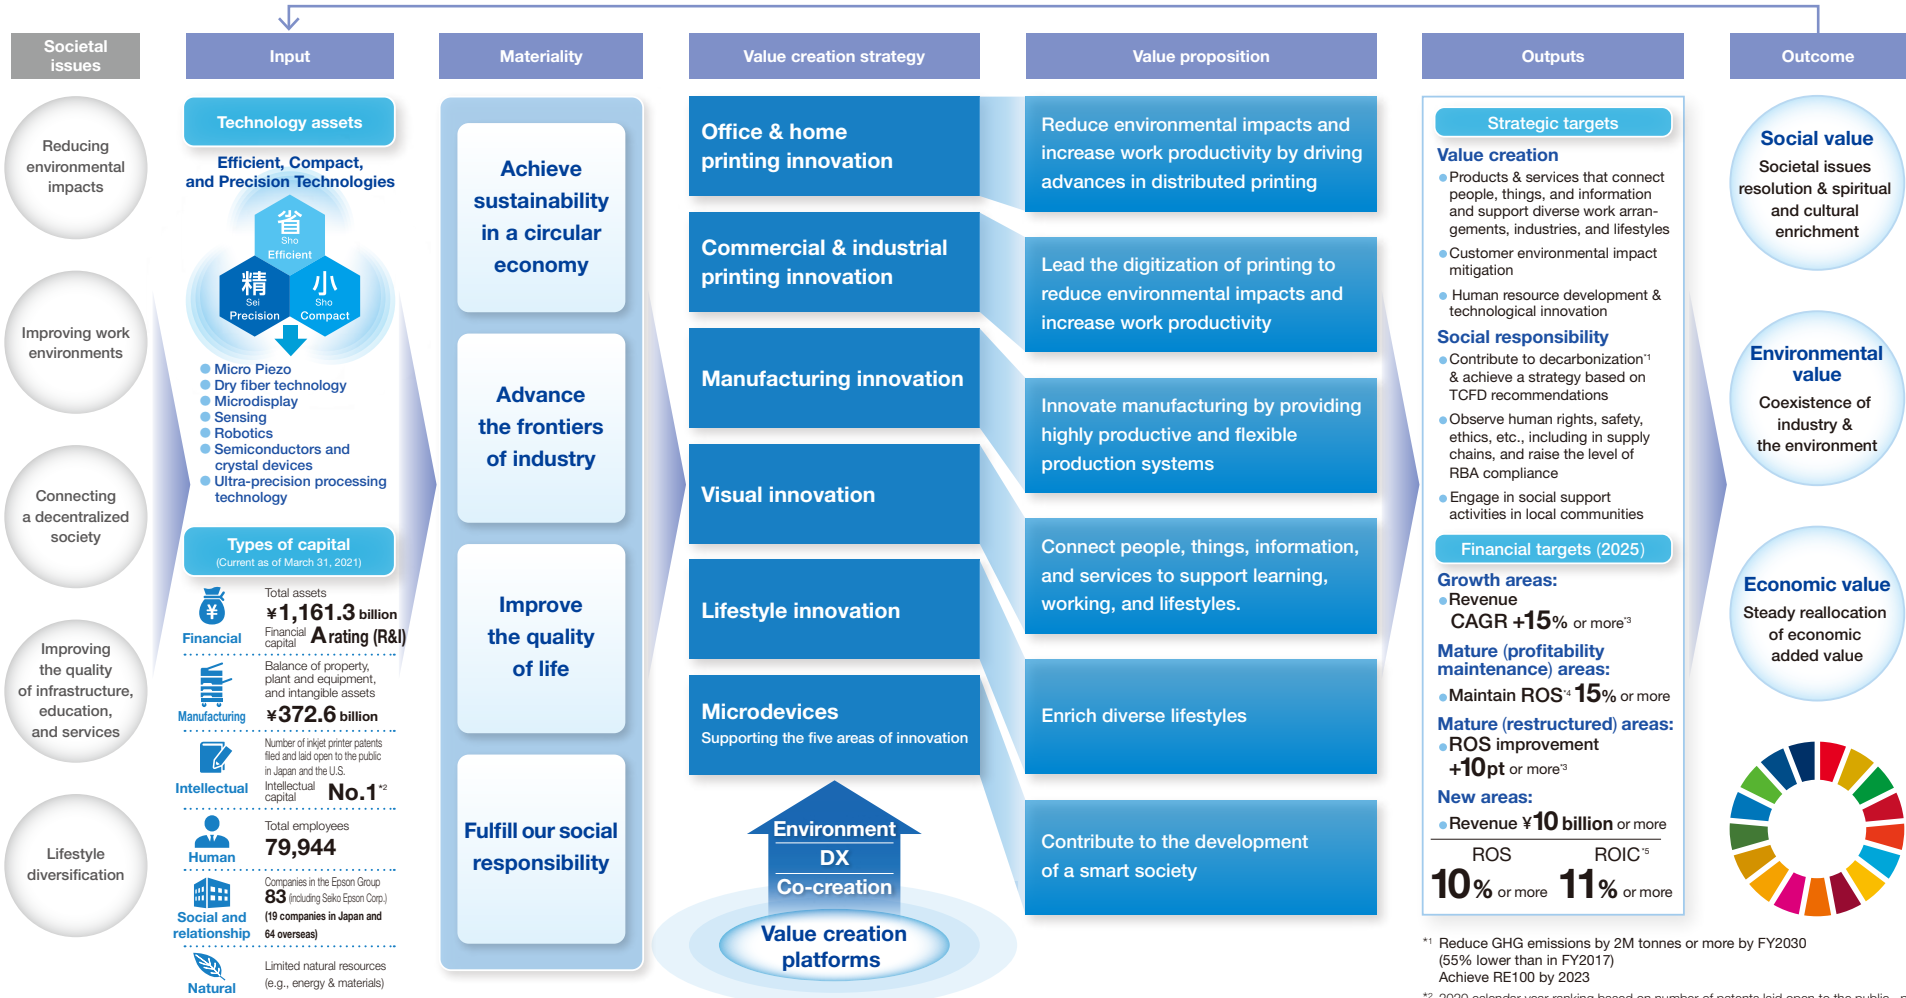 Societal
issues
Input
Materiality
Value creation strategy
Value proposition
Outputs
Outcome
Reducing
environmental
impacts
Improving work
environments
Connecting
a decentralized
society
Improving
the quality
of infrastructure,
education,
and services
Lifestyle
diversification
Technology assets
Efficient, Compact,
and Precision Technologies
省
Sho
Efficient
精
Sei
Precision
小
Sho
Compact
Micro Piezo
Dry fiber technology
Microdisplay
Sensing
Robotics
Semiconductors and
crystal devices
Ultra-precision processing
technology
Types of capital
(Current as of March 31, 2021)
Financial
Total assets
¥1,161.3 billion
Financial
capital
A rating (R&I)
Manufacturing
Balance of property,
plant and equipment,
and intangible assets
¥372.6 billion
Intellectual
Number of inkjet printer patents
filed and laid open to the public
in Japan and the U.S.
Intellectual
capital
No.1*2
Human
Total employees
79,944
Social and
relationship
Companies in the Epson Group
83 (including Seiko Epson Corp.)
(19 companies in Japan and
64 overseas)
Natural
Limited natural resources
(e.g., energy & materials)
Achieve
sustainability
in a circular
economy
Advance
the frontiers
of industry
Improve
the quality
of life
Fulfill our social
responsibility
Office & home
printing innovation
Commercial & industrial
printing innovation
Manufacturing innovation
Visual innovation
Lifestyle innovation
Microdevices
Supporting the five areas of innovation
Environment
DX
Co-creation
Value creation
platforms
Reduce environmental impacts and
increase work productivity by driving
advances in distributed printing
Lead the digitization of printing to
reduce environmental impacts and
increase work productivity
Innovate manufacturing by providing
highly productive and flexible
production systems
Connect people, things, information,
and services to support learning,
working, and lifestyles.
Enrich diverse lifestyles
Contribute to the development
of a smart society
Strategic targets
Value creation
Products & services that connect
people, things, and information
and support diverse work arran-
gements, industries, and lifestyles
Customer environmental impact
mitigation
Human resource development &
technological innovation
Social responsibility
Contribute to decarbonization*1
& achieve a strategy based on
TCFD recommendations
Observe human rights, safety,
ethics, etc., including in supply
chains, and raise the level of
RBA compliance
Engage in social support
activities in local communities
Financial targets (2025)
Growth areas:
Revenue
CAGR +15% or more*3
Mature (profitability
maintenance) areas:
Maintain ROS*4 15% or more
Mature (restructured) areas:
ROS improvement
+10pt or more*3
New areas:
Revenue ¥10 billion or more
ROS
10% or more
ROIC*5
11% or more
Social value
Societal issues
resolution & spiritual
and cultural
enrichment
Environmental
value
Coexistence of
industry &
the environment
Economic value
Steady reallocation
of economic
added value
*1 Reduce GHG emissions by 2M tonnes or more by FY2030
(55% lower than in FY2017)
Achieve RE100 by 2023
*2 2020 calendar year ranking based on number of patents laid open to the public